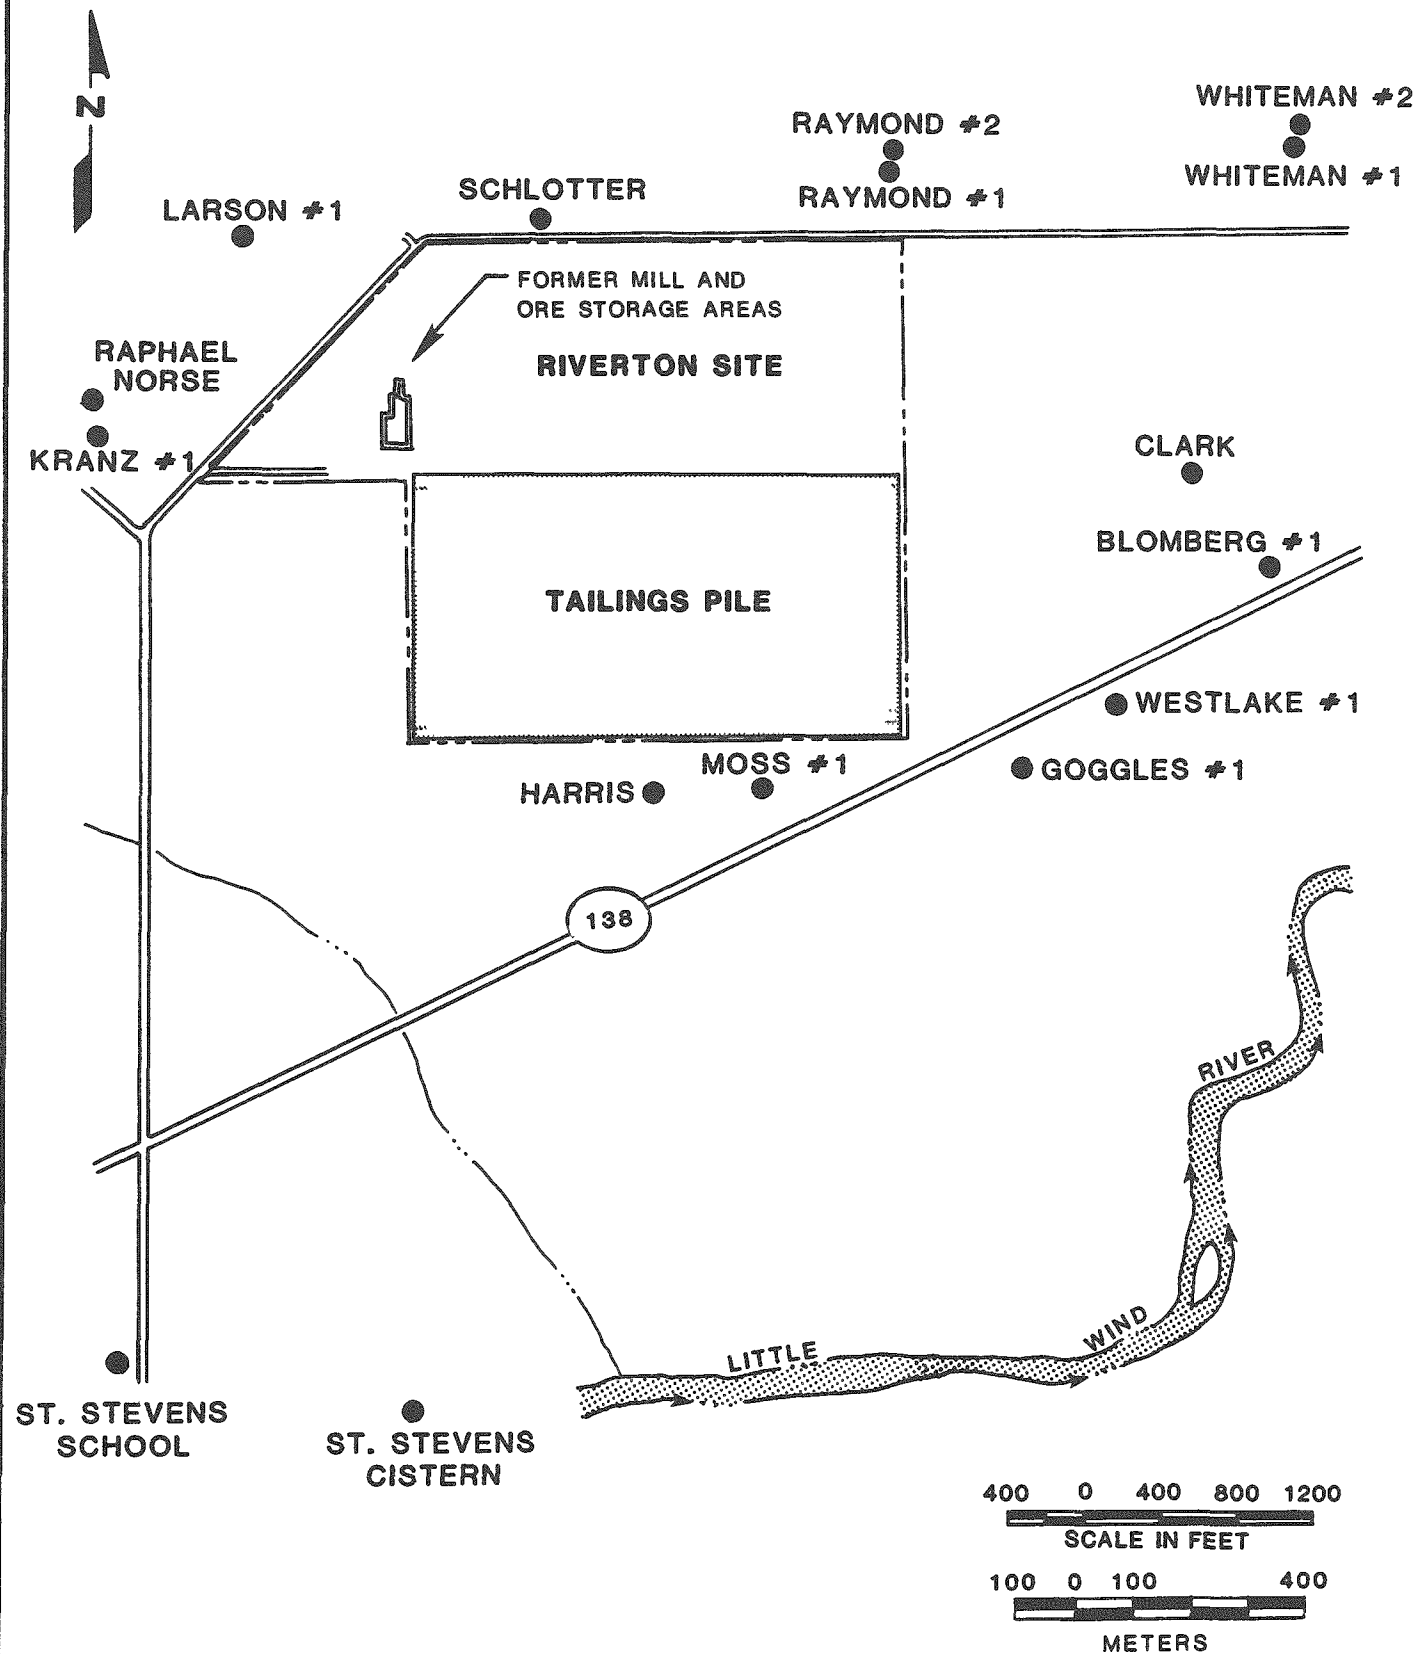 N
WHITEMAN #2
WHITEMAN #1
RAYMOND #2
RAYMOND #1
SCHLOTTER
LARSON #1
FORMER MILL AND
ORE STORAGE AREAS
RIVERTON SITE
RAPHAEL
NORSE
KRANZ #1
CLARK
BLOMBERG #1
TAILINGS PILE
WESTLAKE #1
MOSS #1
GOGGLES #1
HARRIS
138
RIVER
WIND
LITTLE
ST. STEVENS
SCHOOL
ST. STEVENS
CISTERN
400 0 400 800 1200
SCALE IN FEET
100 0 100 400
METERS